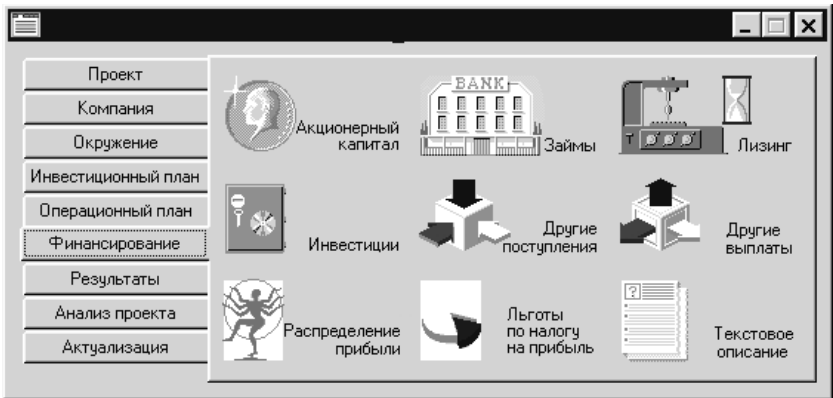 Проект
Компания
Окружение
Инвестиционный план
Операционный план
Финансирование
Результаты
Анализ проекта
Актуализация
Акционерный
капитал
BANK
Займы
T
Лизинг
Инвестиции
Другие
поступления
Другие
выплаты
Распределение
прибыли
Льготы
по налогу
на прибыль
?
Текстовое
описание